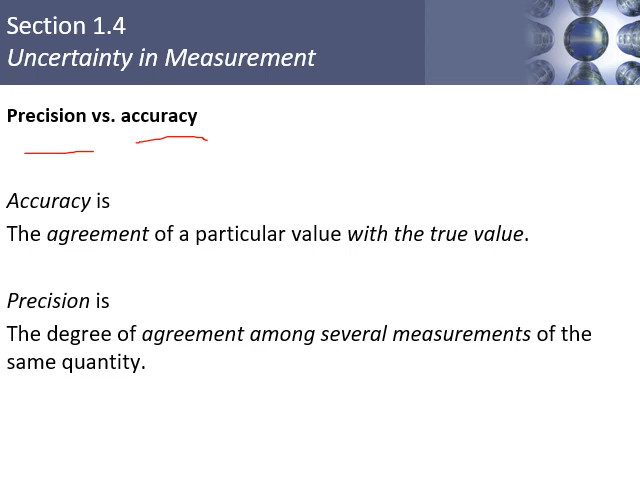 Section 1.4
Uncertainty in Measurement
Precision vs. accuracy
Accuracy is
The agreement of a particular value with the true value.
Precision is
The degree of agreement among several measurements of the
same quantity.